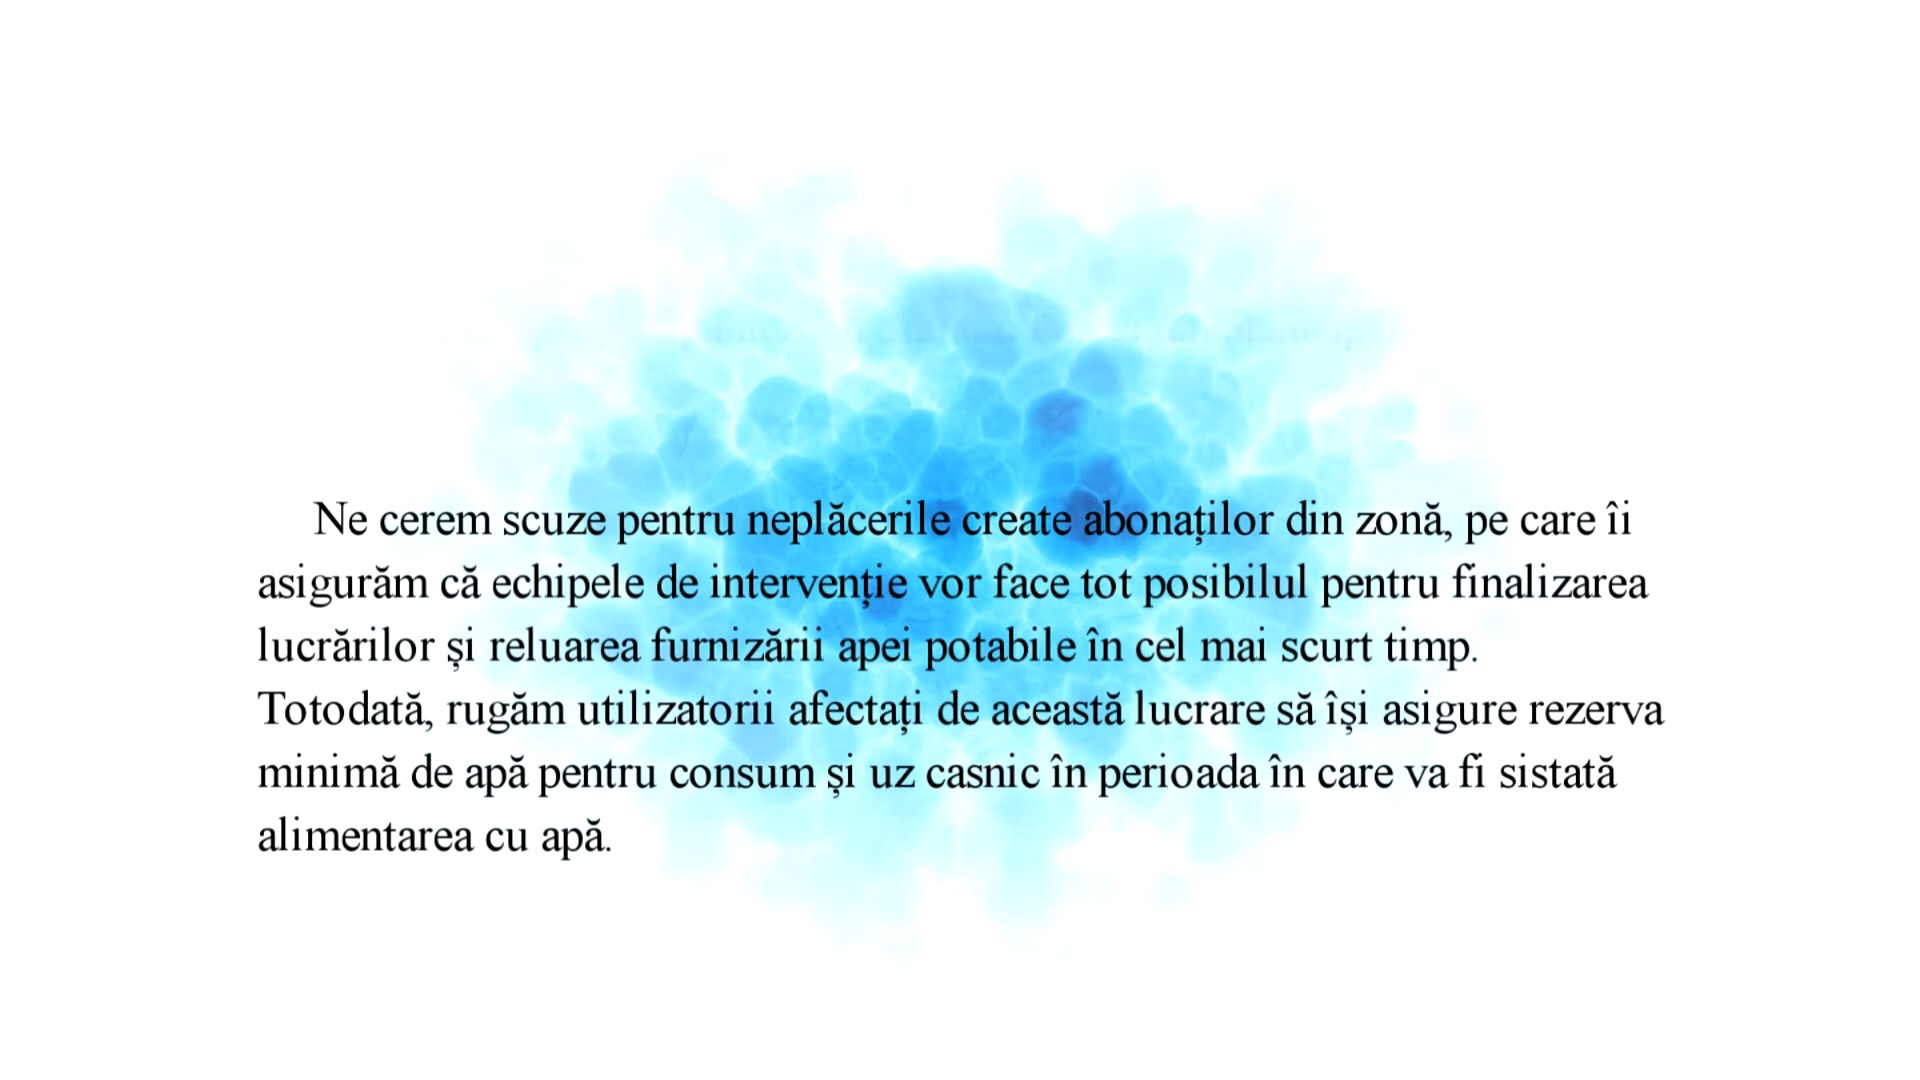 Ne cerem scuze pentru neplăcerile create abonaților din zonă, pe care îi
asigurăm că echipele de intervenție vor face tot posibilul pentru finalizarea
lucrărilor și reluarea furnizării apei potabile în cel mai scurt timp.
Totodată, rugăm utilizatorii afectați de această lucrare să își asigure rezerva
minimă de apă pentru consum și uz casnic în perioada în care va fi sistată
alimentarea cu apă.